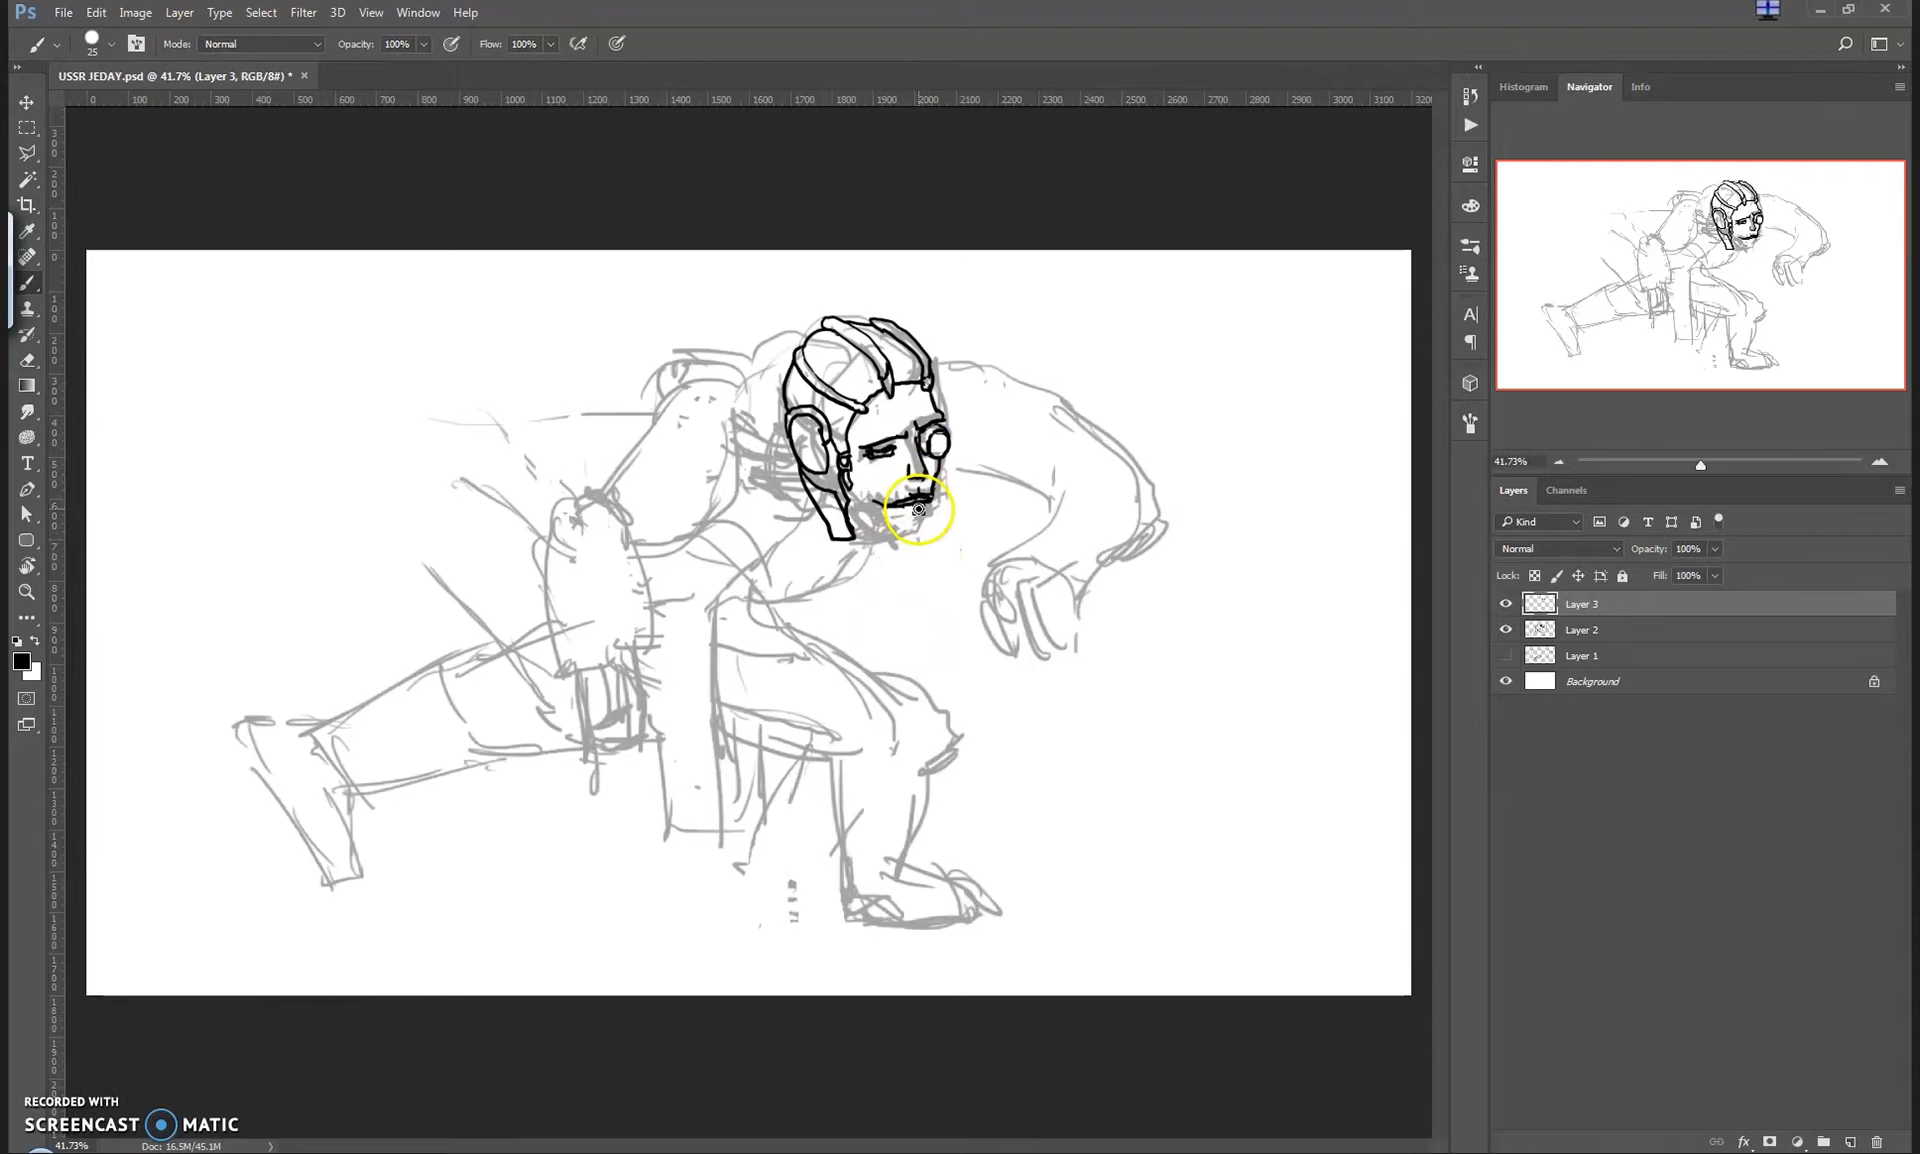 Ps File Edit Image Layer Type Select Filter 3D View Window Help
25 Mode: Normal Opacity: 100% Flow: 100%
USSR JEDAY.psd @ 41.7% (Layer 3, RGB/8#) * ×
0 100 200 300 400 500 600 700 800 900 1000 1100 1200 1300 1400 1500 1600 1700 1800 1900 2000 2100 2200 2300 2400 2500 2600 2700 2800 2900 3000 3100 320
Histogram Navigator Info
41.73%
Layers Channels
Kind
Normal Opacity: 100%
Lock: Fill: 100%
Layer 3
Layer 2
Layer 1
Background
RECORDED WITH
SCREENCAST MATIC
41.73% Doc: 16.5M/45.1M